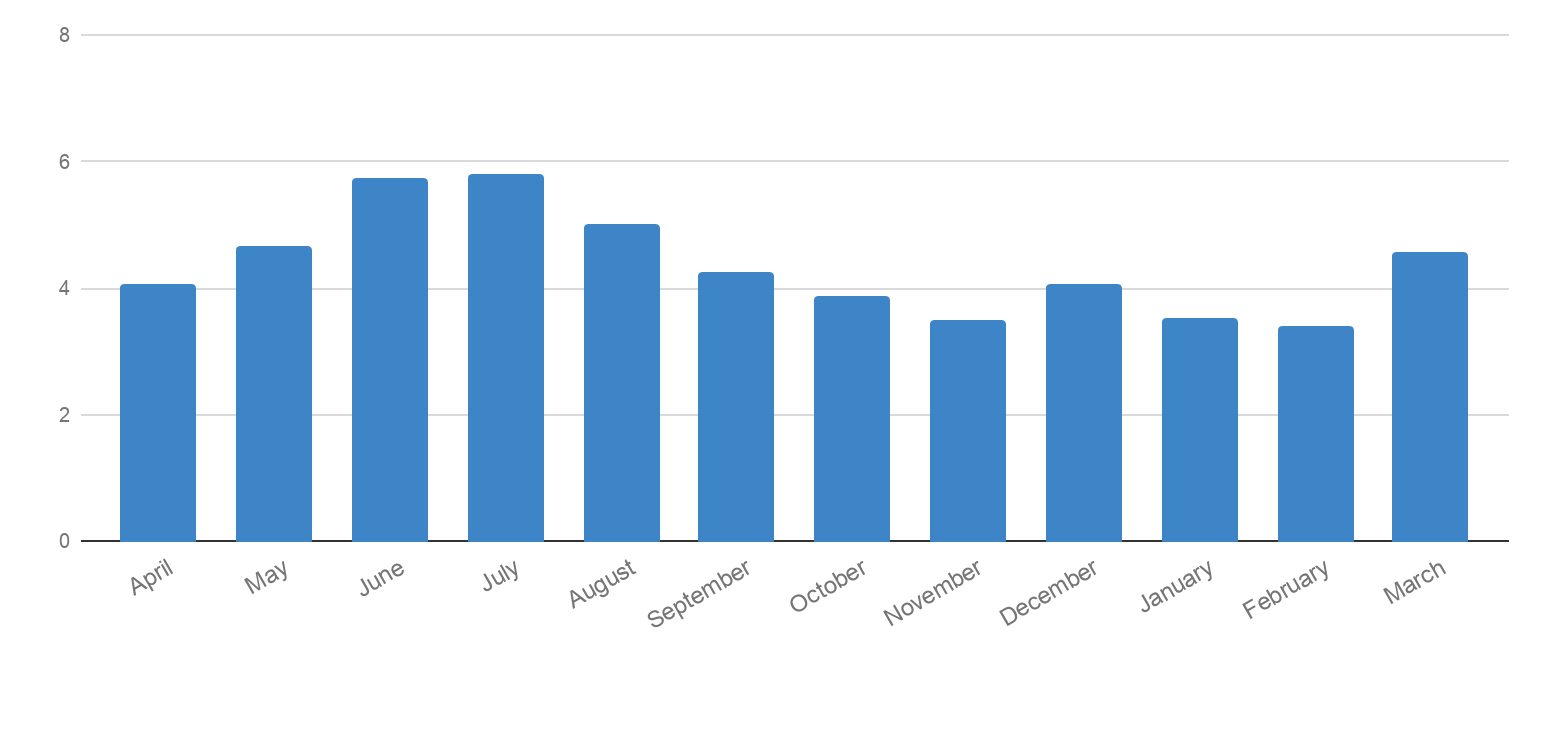 8
6
4
2
0
April
May
June
July
August
September
October
November
December
January
February
March